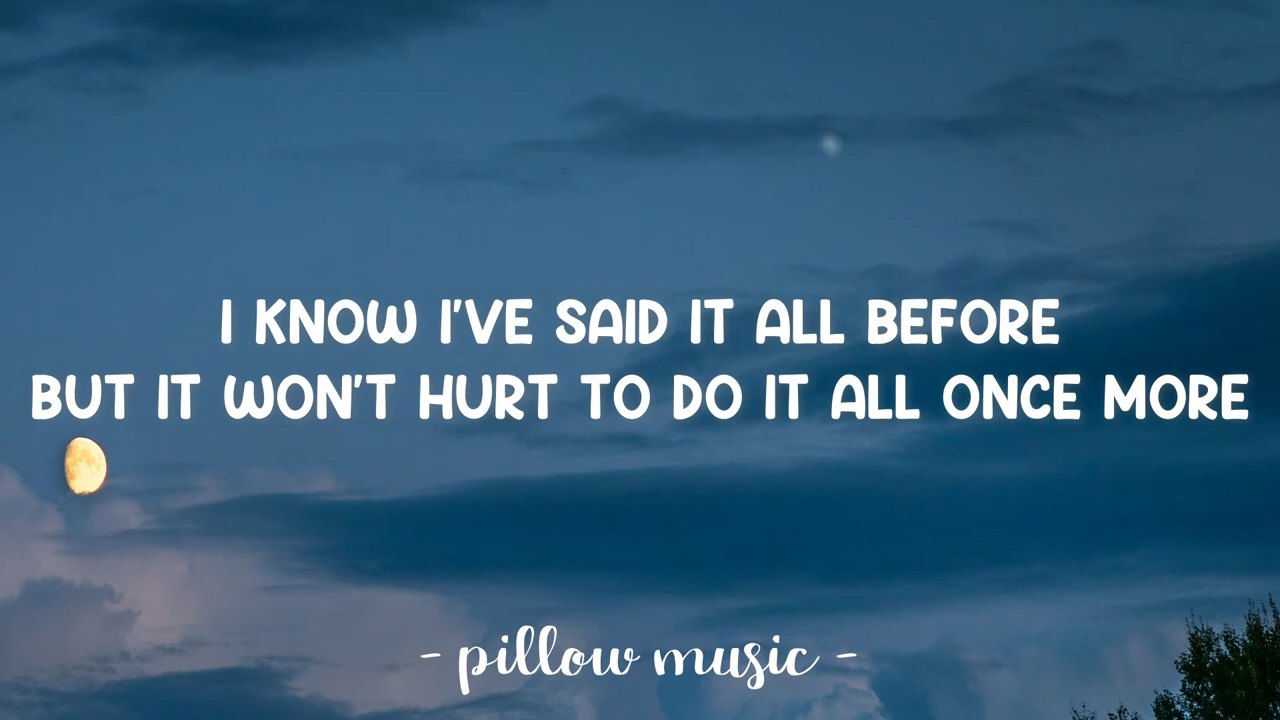 I KNOW I'VE SAID IT ALL BEFORE
BUT IT WON'T HURT TO DO IT ALL ONCE MORE
- pillow music -